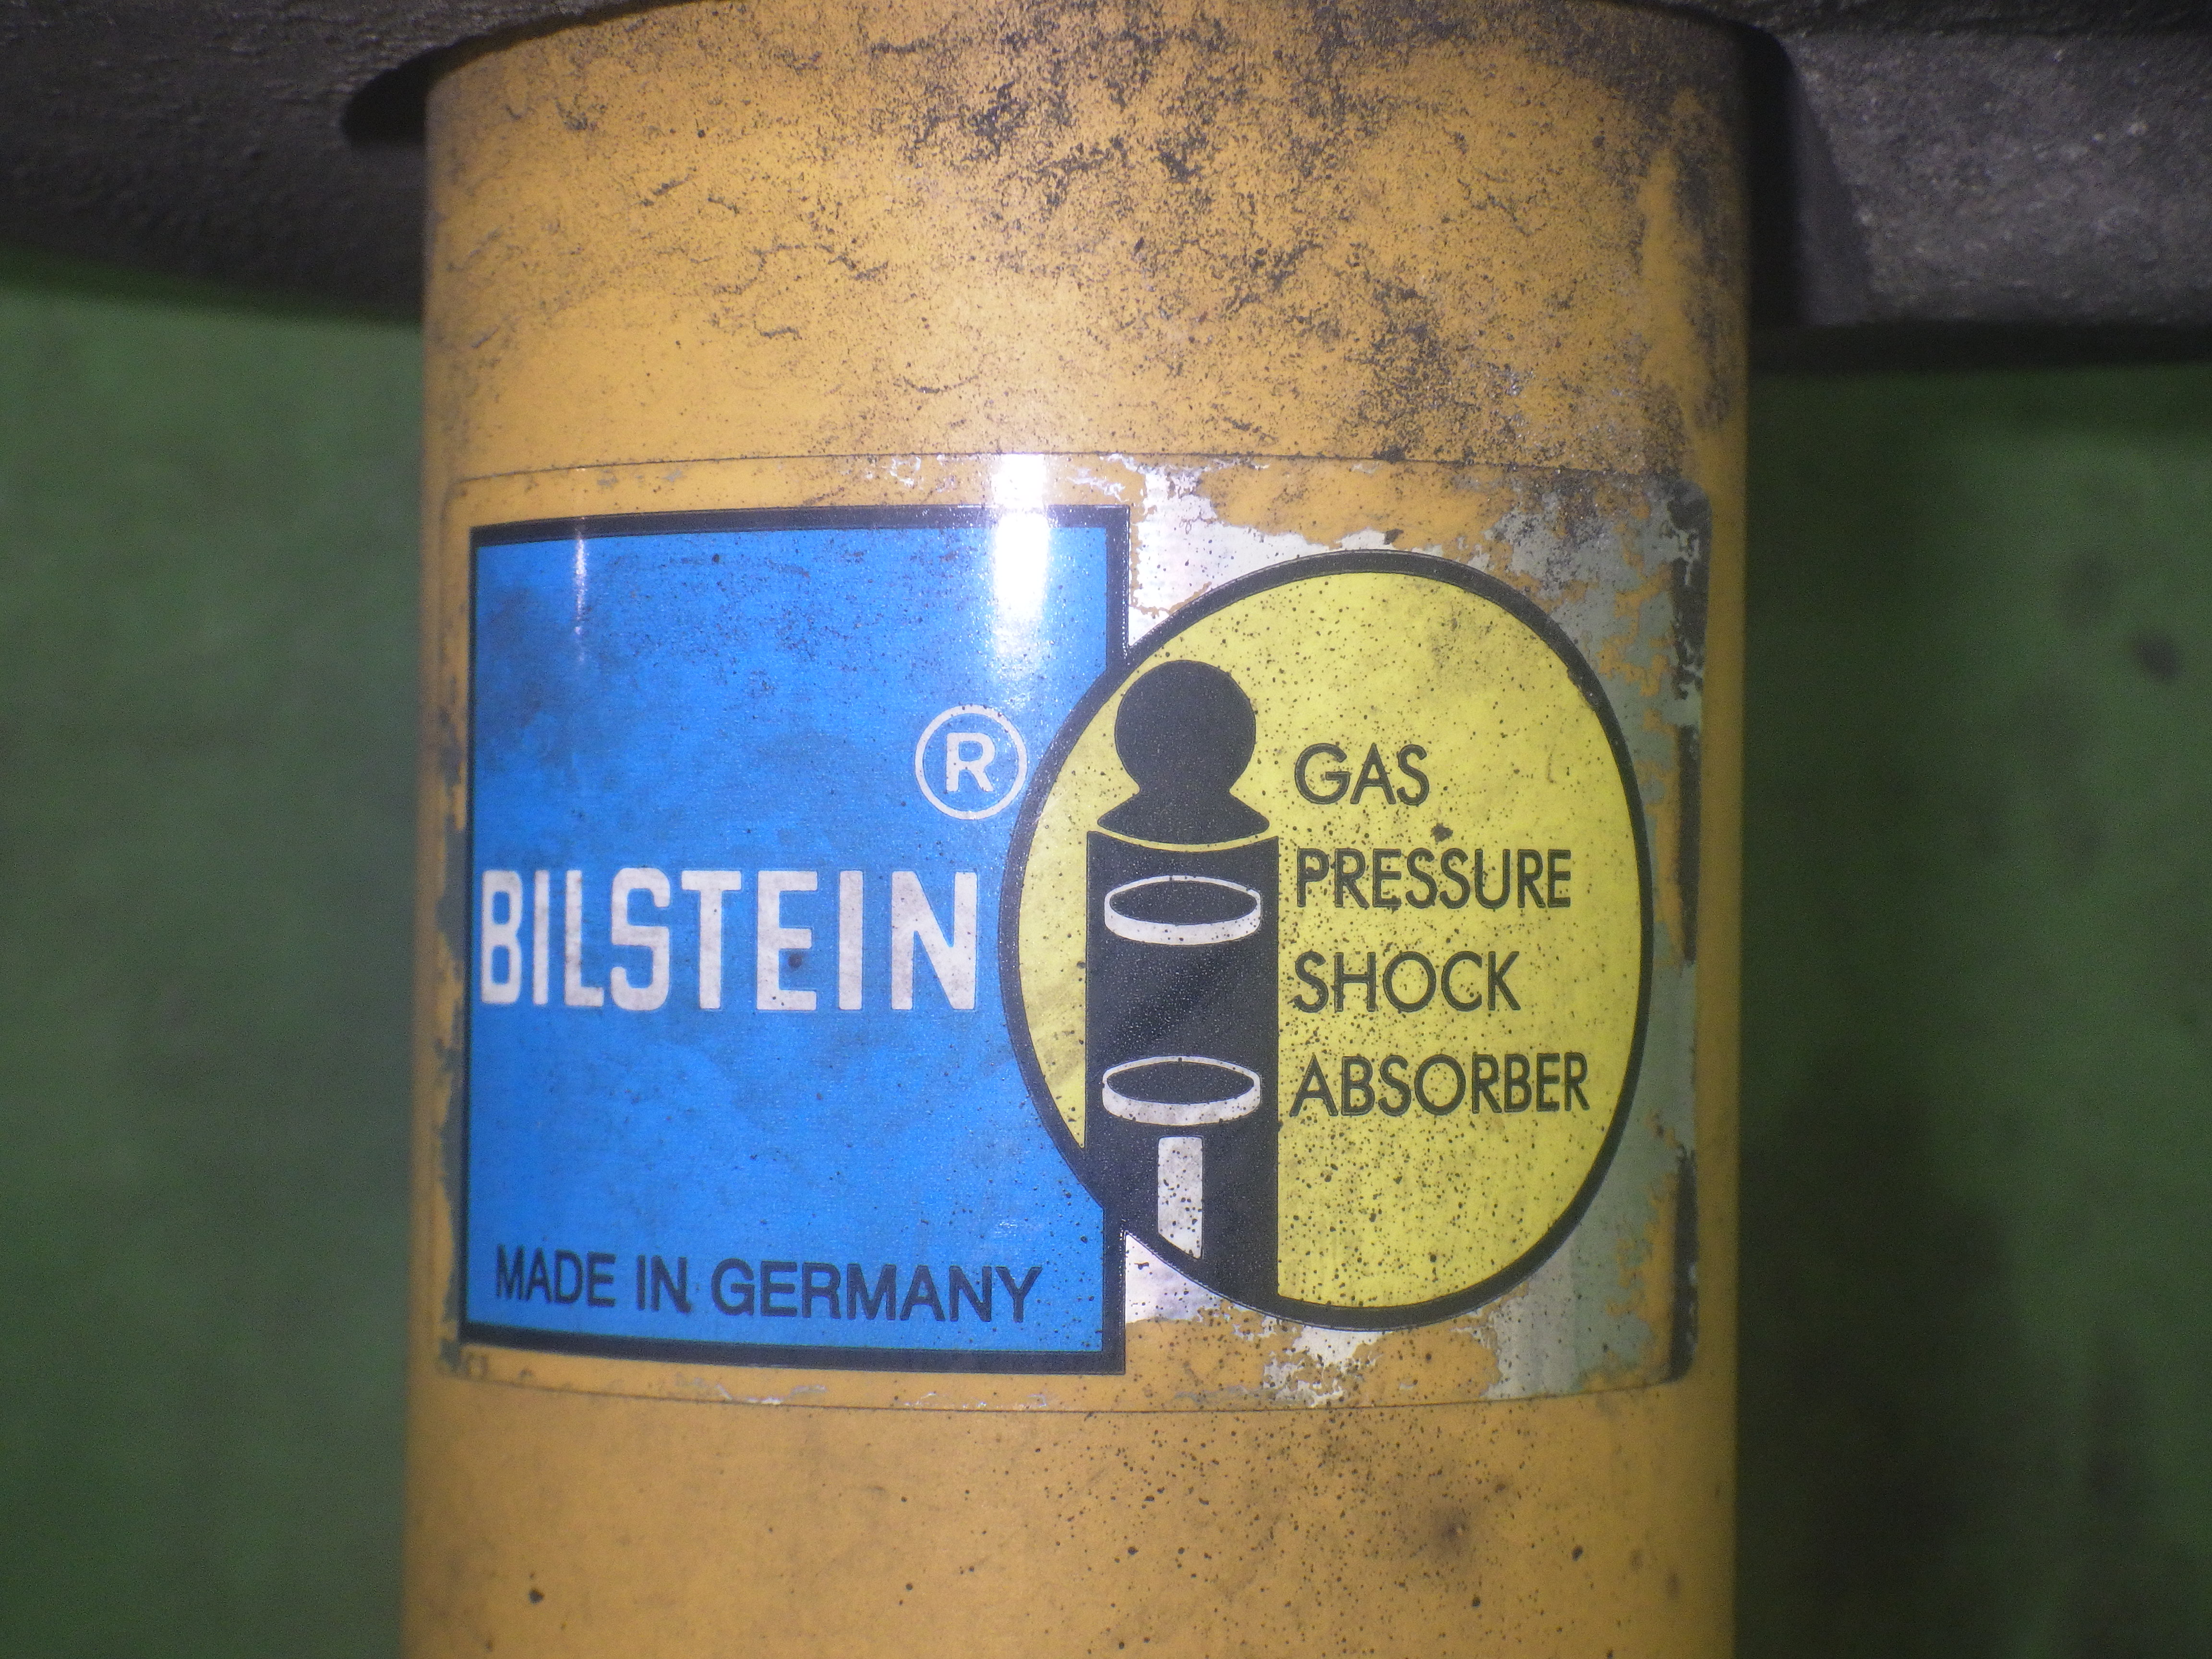 ®
BILSTEIN
MADE IN GERMANY
GAS
PRESSURE
SHOCK
ABSORBER